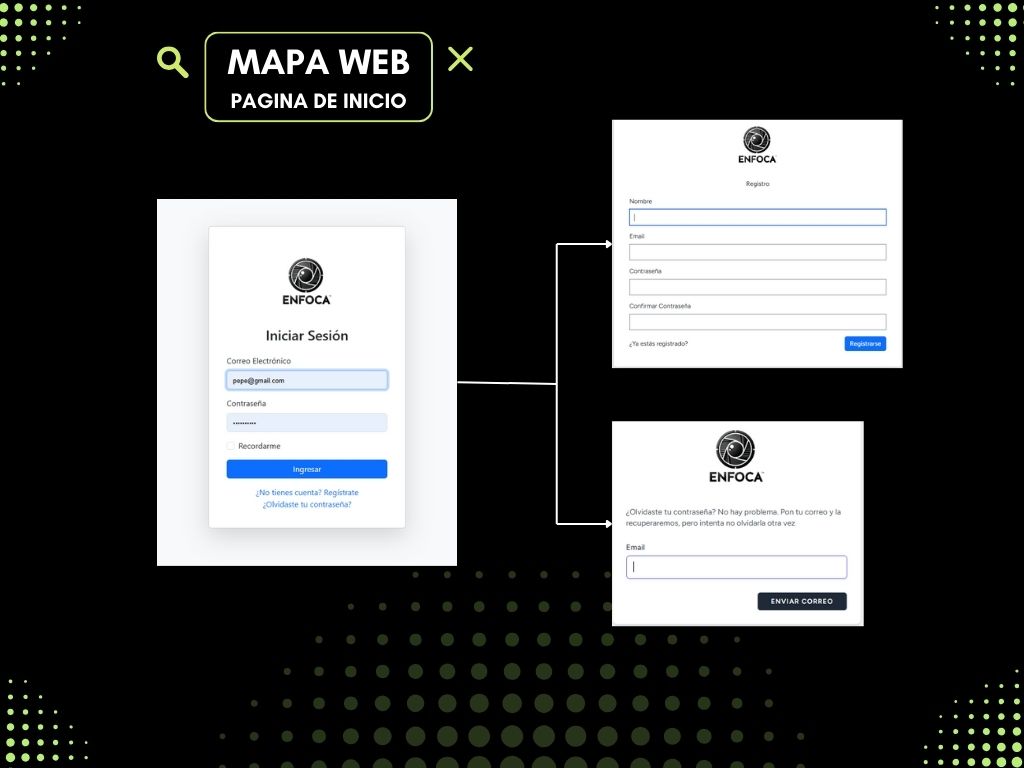 MAPA WEB
PAGINA DE INICIO
ENFOCA
Iniciar Sesión
Correo Electrónico
pepe@gmail.com
Contraseña
••••••••••
Recordarme
Ingresar
¿No tienes cuenta? Regístrate
¿Olvidaste tu contraseña?
ENFOCA
Registro
Nombre
Email
Contraseña
Confirmar Contraseña
¿Ya estás registrado?
Registrarse
ENFOCA
¿Olvidaste tu contraseña? No hay problema. Pon tu correo y la
recuperaremos, pero intenta no olvidarla otra vez
Email
ENVIAR CORREO